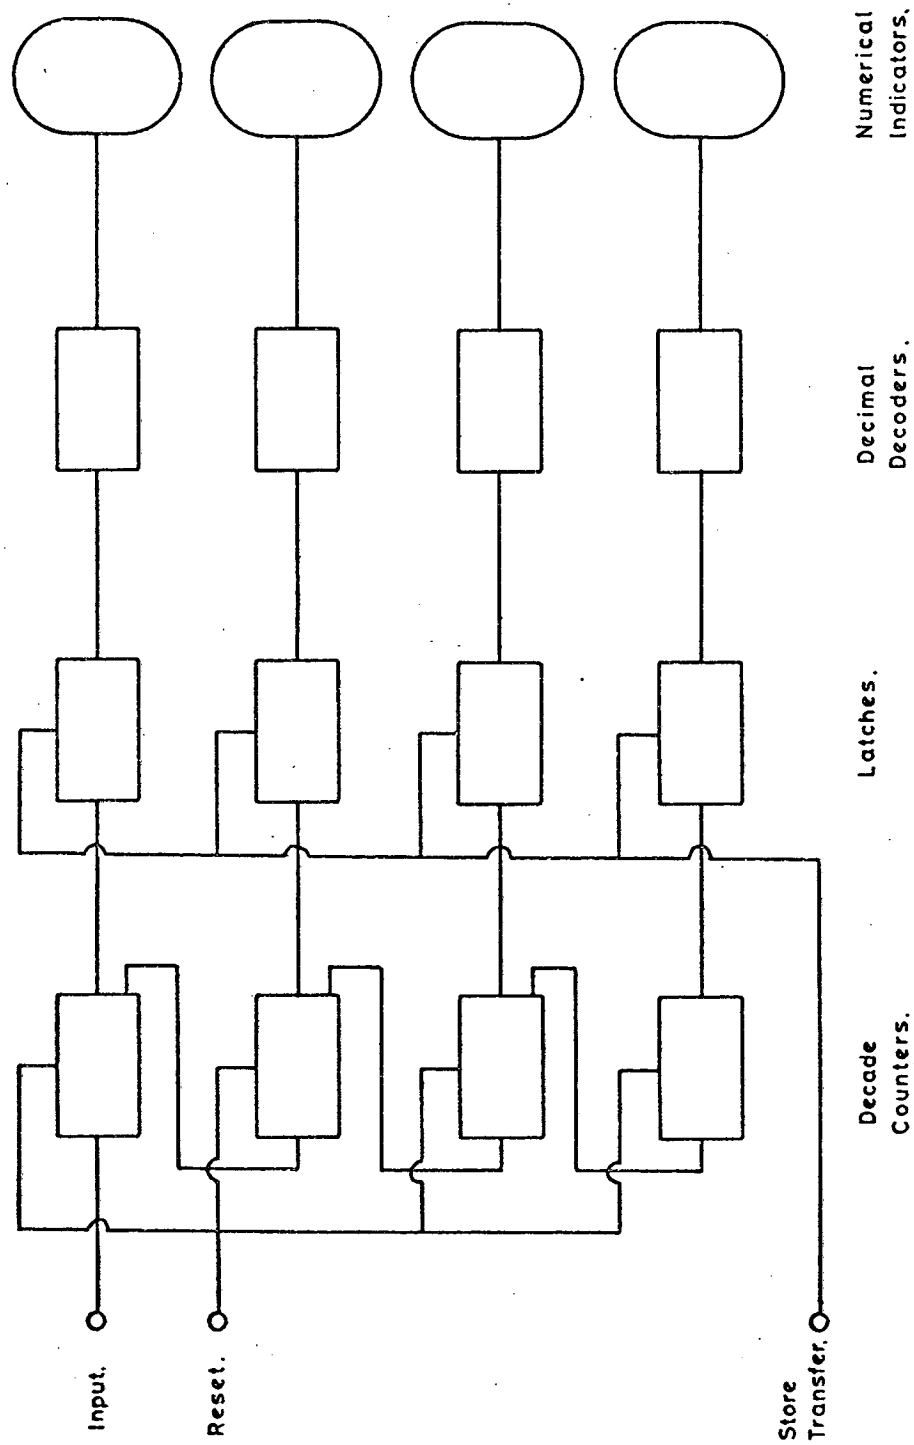 Input.
Reset.
Store
Transfer.
Decade
Counters.
Latches.
Decimal
Decoders.
Numerical
Indicators.